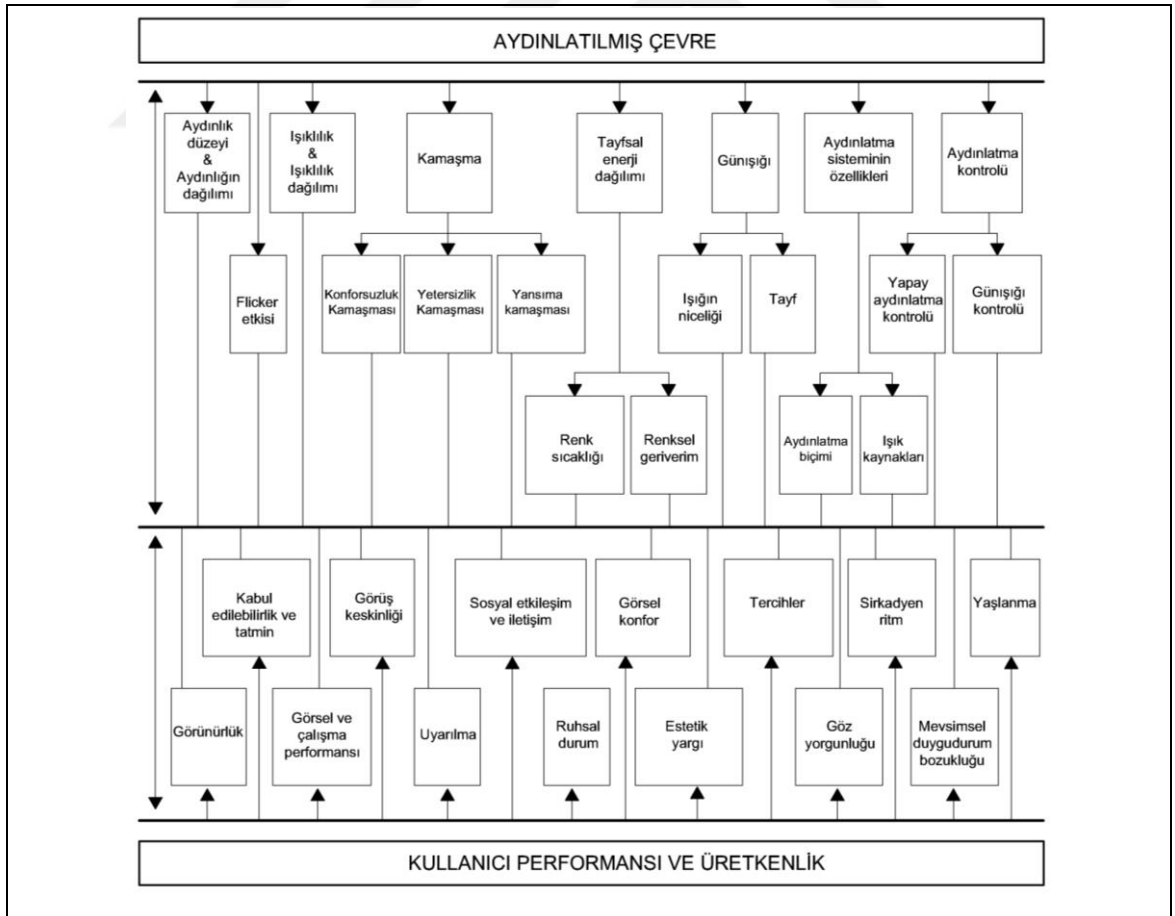 AYDINLATILMIŞ ÇEVRE
Aydınlık
düzeyi
&
Aydınlığın
dağılımı
Işıklılık
&
Işıklılık
dağılımı
Kamaşma
Tayfsal
enerji
dağılımı
Günışığı
Aydınlatma
sisteminin
özellikleri
Aydınlatma
kontrolü
Flicker
etkisi
Konforsuzluk
Kamaşması
Yetersizlik
Kamaşması
Yansıma
kamaşması
Işığın
niceliği
Tayf
Yapay
aydınlatma
kontrolü
Günışığı
kontrolü
Renk
sıcaklığı
Renksel
geriverim
Aydınlatma
biçimi
Işık
kaynakları
Kabul
edilebilirlik ve
tatmin
Görüş
keskinliği
Sosyal etkileşim
ve iletişim
Görsel
konfor
Tercihler
Sirkadyen
ritm
Yaşlanma
Görünürlük
Görsel ve
çalışma
performansı
Uyarılma
Ruhsal
durum
Estetik
yargı
Göz
yorgunluğu
Mevsimsel
duygudurum
bozukluğu
KULLANICI PERFORMANSI VE ÜRETKENLİK